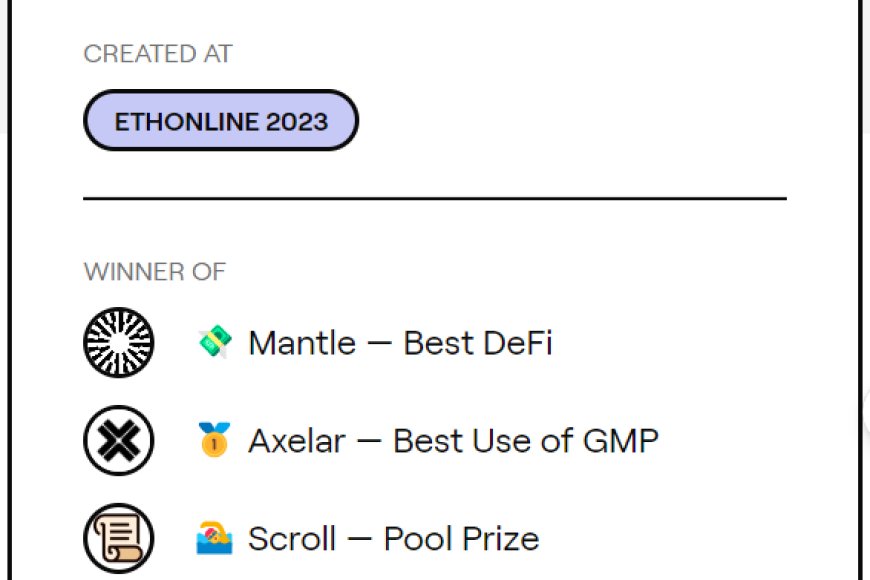 CREATED AT
ETHONLINE 2023
WINNER OF
Mantle — Best DeFi
Axelar — Best Use of GMP
Scroll — Pool Prize